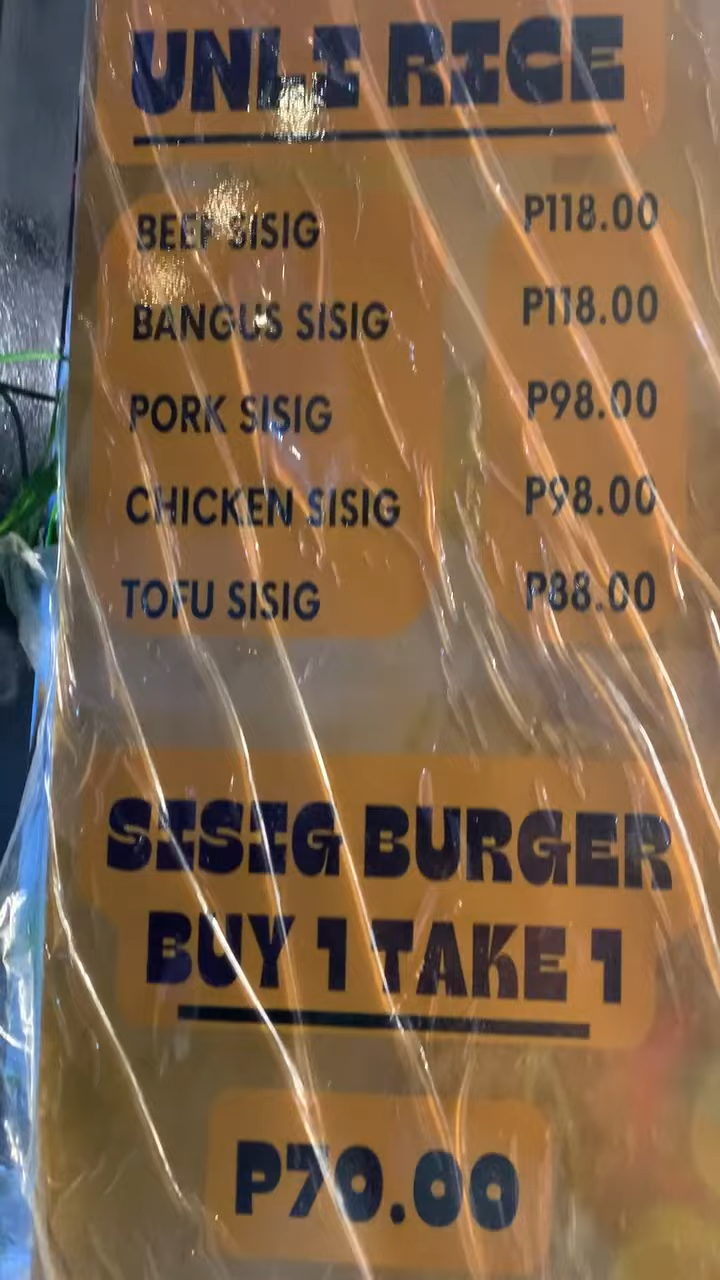 UNLI RICE
BEEF SISIG P118.00
BANGUS SISIG P118.00
PORK SISIG P98.00
CHICKEN SISIG P98.00
TOFU SISIG P88.00
SISIG BURGER
BUY 1 TAKE 1
P70.00